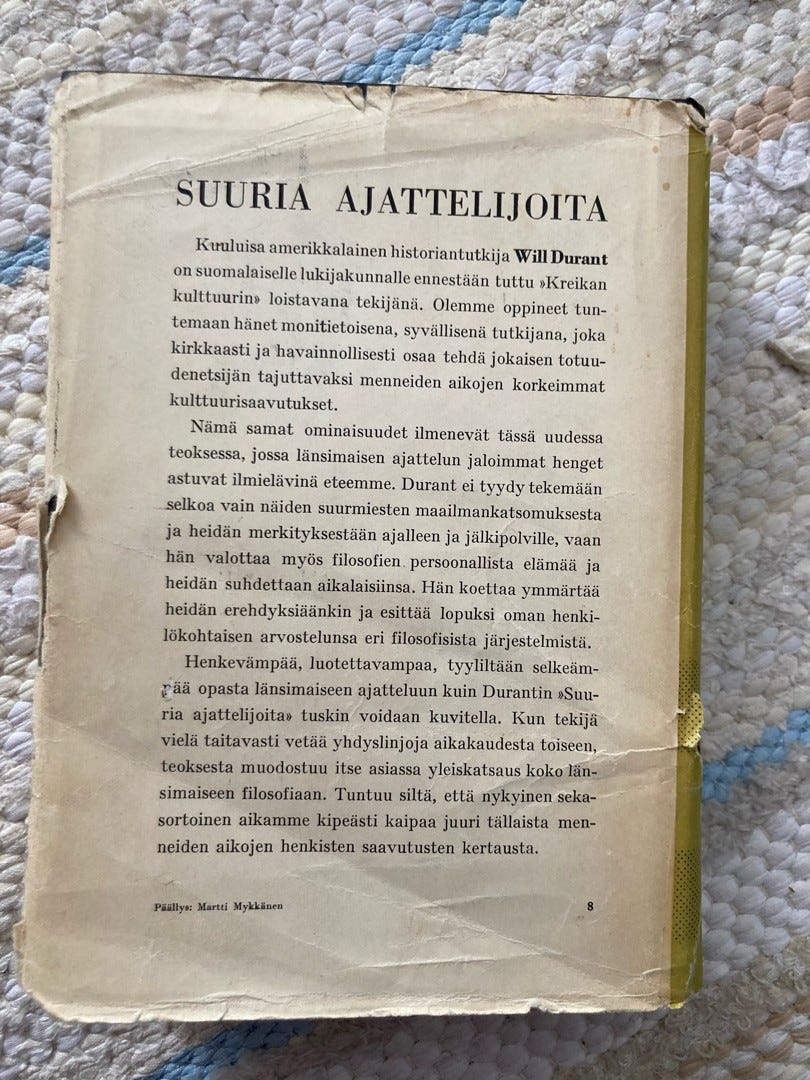 SUURIA AJATTELIJOITA
Kuuluisa amerikkalainen historiantutkija Will Durant
on suomalaiselle lukijakunnalle ennestään tuttu »Kreikan
kulttuurin» loistavana tekijänä. Olemme oppineet tun-
temaan hänet monitietoisena, syvällisenä tutkijana, joka
kirkkaasti ja havainnollisesti osaa tehdä jokaisen totuu-
denetsijän tajuttavaksi menneiden aikojen korkeimmat
kulttuurisaavutukset.
Nämä samat ominaisuudet ilmenevät tässä uudessa
teoksessa, jossa länsimaisen ajattelun jaloimmat henget
astuvat ilmielävinä eteemme. Durant ei tyydy tekemään
selkoa vain näiden suurmiesten maailmankatsomuksesta
ja heidän merkityksestään ajalleen ja jälkipolville, vaan
hän valottaa myös filosofien persoonallista elämää ja
heidän suhdettaan aikalaisiinsa. Hän koettaa ymmärtää
heidän erehdyksiäänkin ja esittää lopuksi oman henki-
lökohtaisen arvostelunsa eri filosofisista järjestelmistä.
Henkevämpää, luotettavampaa, tyyliltään selkeäm-
pää opasta länsimaiseen ajatteluun kuin Durantin »Suu-
ria ajattelijoita» tuskin voidaan kuvitella. Kun tekijä
vielä taitavasti vetää yhdyslinjoja aikakaudesta toiseen,
teoksesta muodostuu itse asiassa yleiskatsaus koko län-
simaiseen filosofiaan. Tuntuu siltä, että nykyinen seka-
sortoinen aikamme kipeästi kaipaa juuri tällaista men-
neiden aikojen henkisten saavutusten kertausta.
Päällys: Martti Mykkänen 8